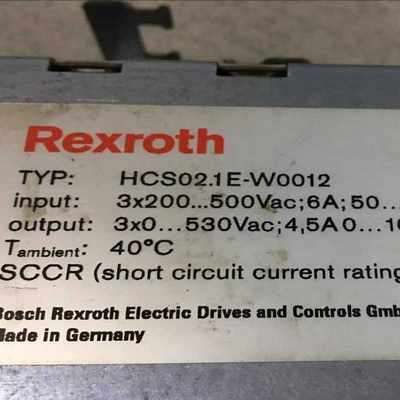 Rexroth
TYP: HCS02.1E-W0012
input: 3x200...500Vac;6A;50...
output: 3x0...530Vac;4,5A 0...10
Tambient: 40°C
SCCR (short circuit current rating
Bosch Rexroth Electric Drives and Controls Gmb
Made in Germany